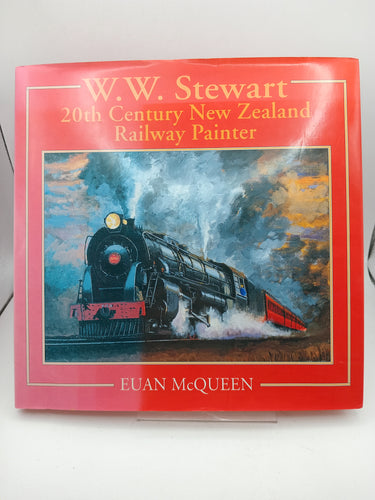 W.W. Stewart
20th Century New Zealand
Railway Painter
EUAN McQUEEN